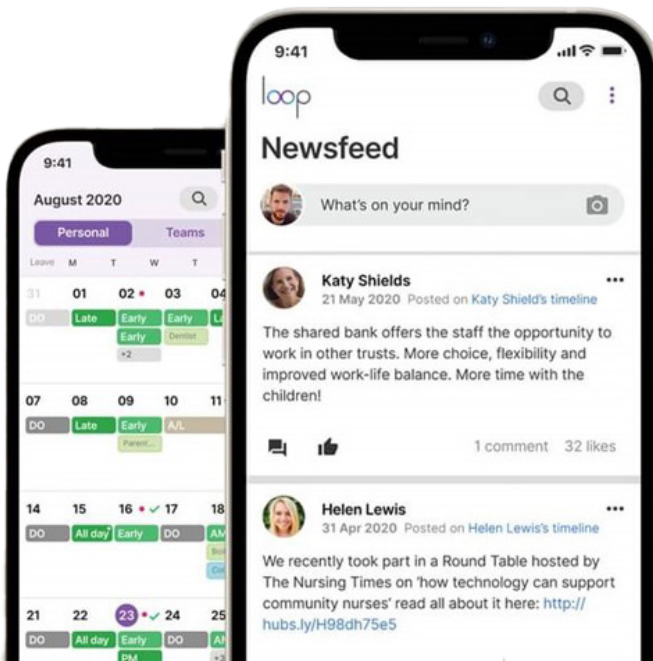 9:41
August 2020
Personal Teams
Leave M T W T
31 01 02 03 04
DO Late Early Early
Early Dentist
+2
07 08 09 10 11
DO Late Early A/L
Parent...
14 15 16 17 18
DO All day Early DO AM
21 22 23 24 25
DO All day Early DO
PM +3
9:41
loop
Newsfeed
What's on your mind?
Katy Shields
21 May 2020 Posted on Katy Shield's timeline
The shared bank offers the staff the opportunity to
work in other trusts. More choice, flexibility and
improved work-life balance. More time with the
children!
1 comment 32 likes
Helen Lewis
31 Apr 2020 Posted on Helen Lewis's timeline
We recently took part in a Round Table hosted by
The Nursing Times on 'how technology can support
community nurses' read all about it here: http://
hubs.ly/H98dh75e5